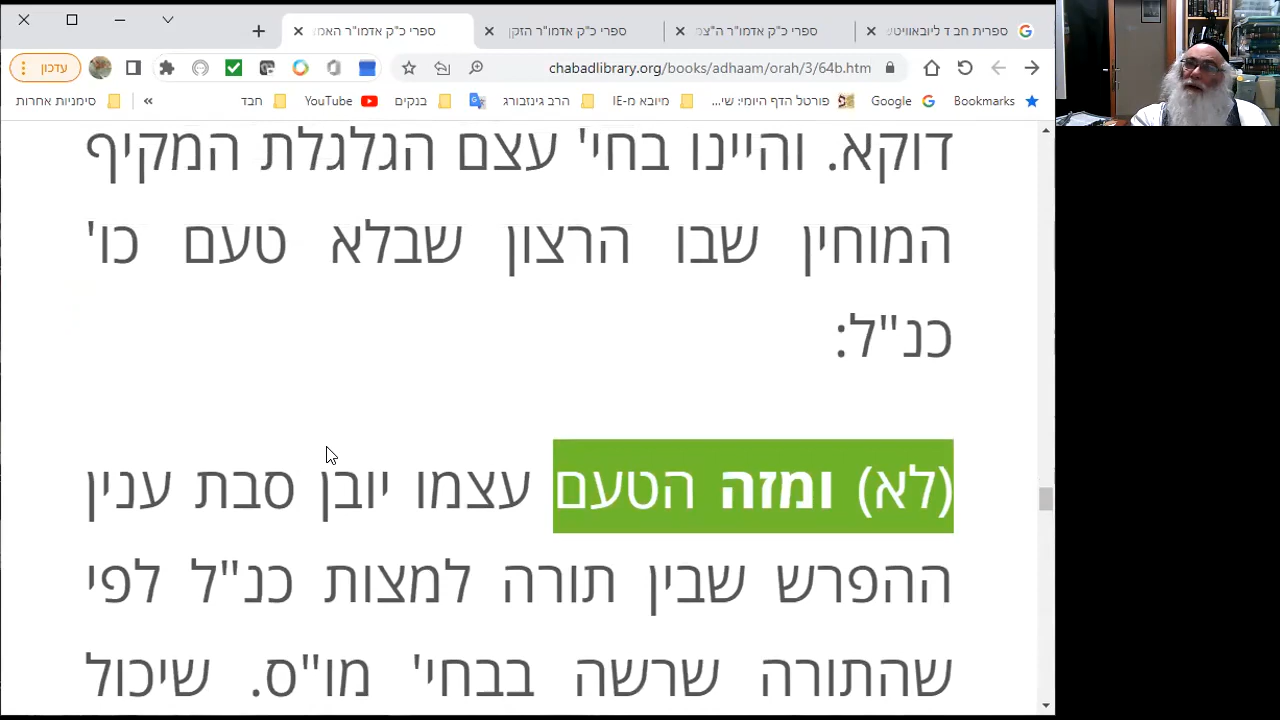 ספרי כ"ק אדמו"ר האמ
ספרי כ"ק אדמו"ר הזקן
ספרי כ"ק אדמו"ר ה"צמ
ספרית חב ד ליובאוויטש
עדכון
habadlibrary.org/books/adhaam/orah/3/64b.htm
סימניות אחרות
»
חבד
YouTube
בנקים
הרב גינזבורג
מיובא מ-IE
פורטל הדף היומי: שי...
Google
Bookmarks
דוקא. והיינו בחי' עצם הגלגלת המקיף
המוחין שבו הרצון שבלא טעם כו'
כנ"ל:
(לא) ומזה הטעם עצמו יובן סבת ענין
ההפרש שבין תורה למצות כנ"ל לפי
שהתורה שרשה בבחי' מו"ס. שיכול